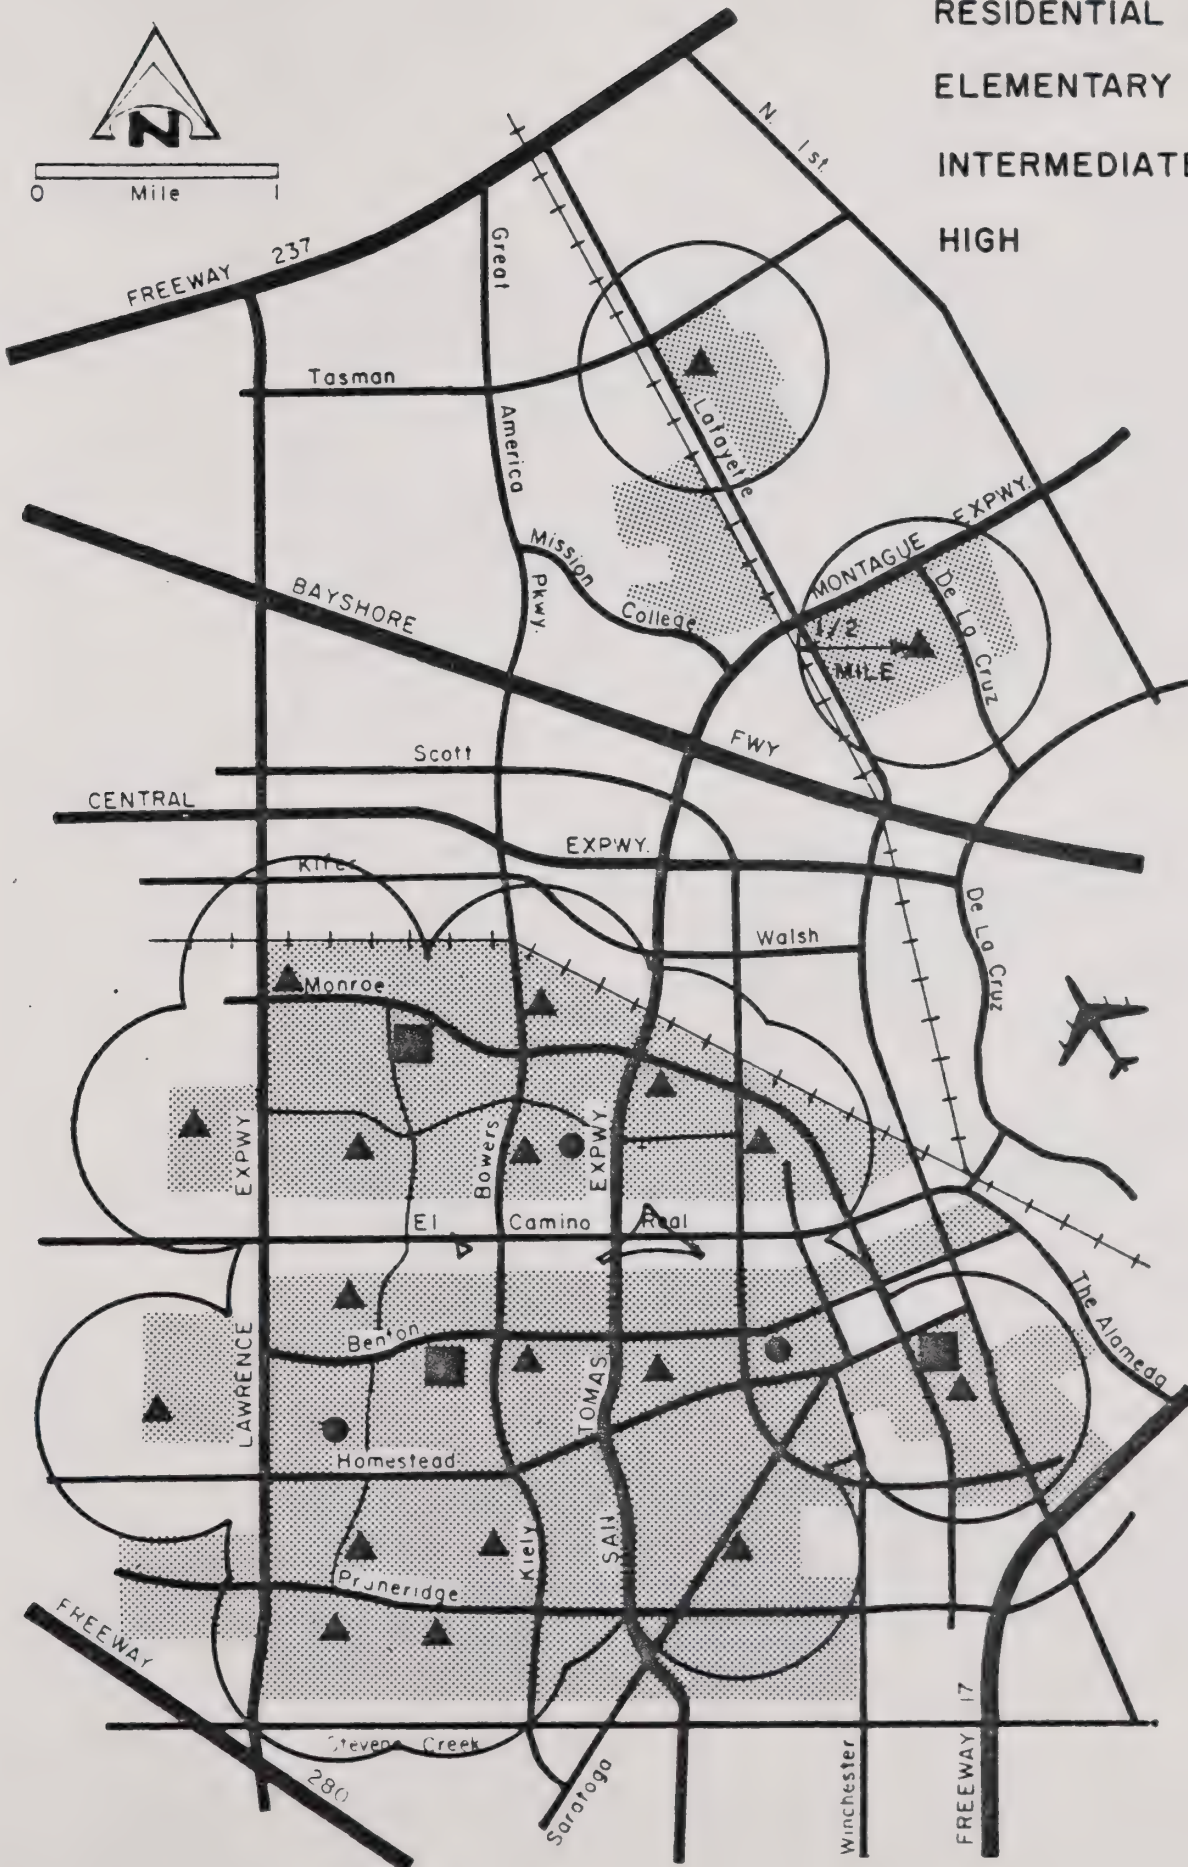 RESIDENTIAL
ELEMENTARY
INTERMEDIATE
HIGH
N
0 Mile 1
N. 1st.
FREEWAY 237
Great
America
Pkwy.
Tasman
Lafayette
Mission
College
MONTAGUE EXPWY.
De La Cruz
1/2
MILE
BAYSHORE
FWY
Scott
CENTRAL
EXPWY.
Kifer
Walsh
De La Cruz
Monroe
EXPWY
Bowers
EXPWY
El Camino Real
The Alameda
LAWRENCE
Benton
TOMAS
Homestead
SAN
Kiely
Pruneridge
FREEWAY
280
Stevens Creek
Saratoga
Winchester
FREEWAY 17